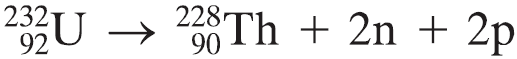 ²³²₉₂U → ²²⁸₉₀Th + 2n + 2p